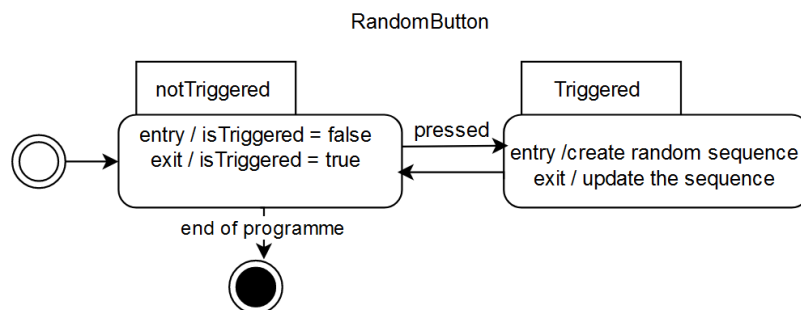 RandomButton
notTriggered
entry / isTriggered = false
exit / isTriggered = true
pressed
Triggered
entry /create random sequence
exit / update the sequence
end of programme